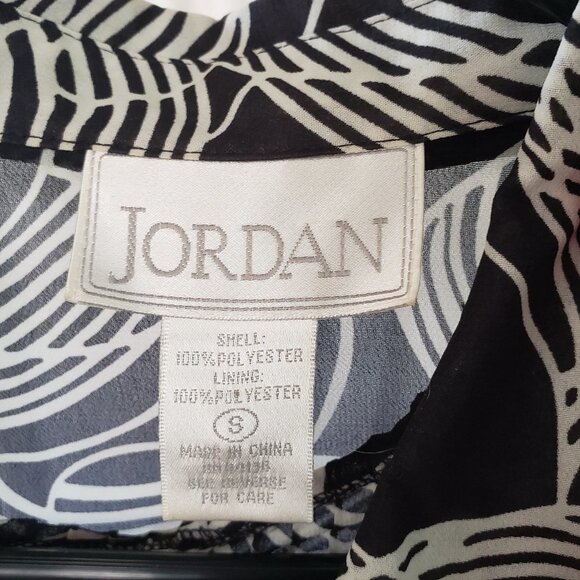 JORDAN
SHELL:
100%POLYESTER
LINING:
100%POLYESTER
S
MADE IN CHINA
SEE REVERSE
FOR CARE